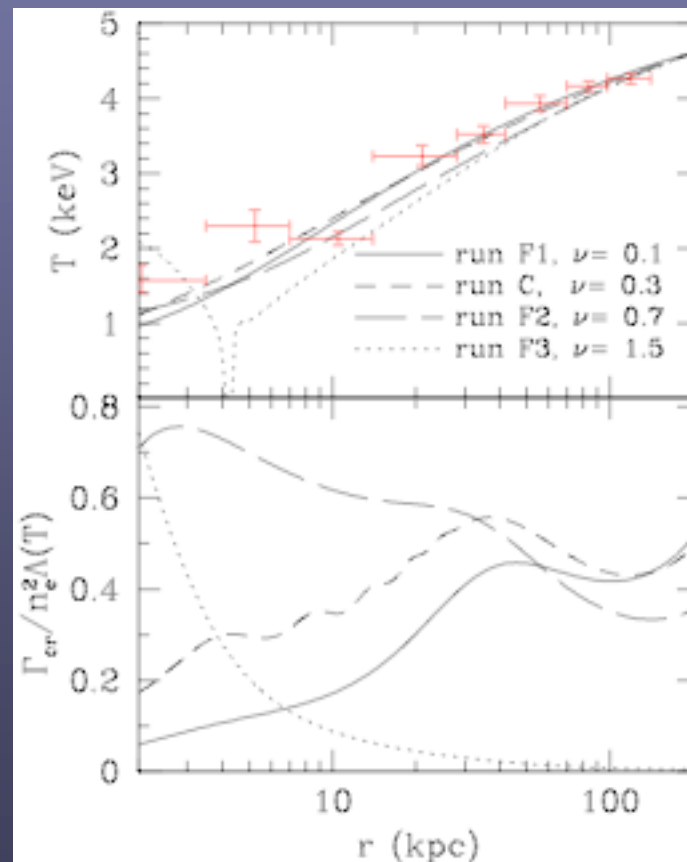 5
4
3
2
1
T (keV)
run F1, ν= 0.1
run C, ν= 0.3
run F2, ν= 0.7
run F3, ν= 1.5
0.8
0.6
0.4
0.2
0
Γcr/ne²Λ(T)
10
100
r (kpc)